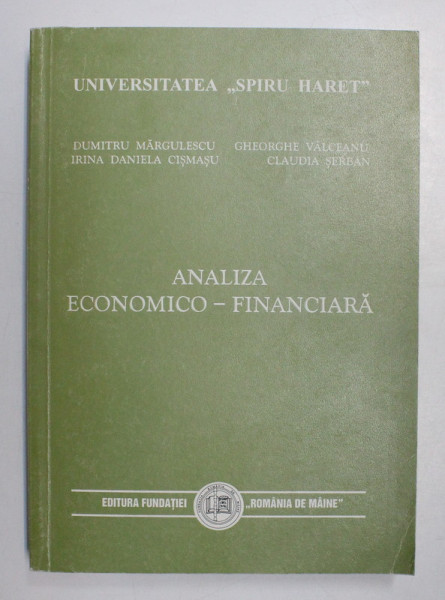 UNIVERSITATEA „SPIRU HARET”
DUMITRU MĂRGULESCU GHEORGHE VÂLCEANU
IRINA DANIELA CIȘMAȘU CLAUDIA ȘERBAN
ANALIZA
ECONOMICO – FINANCIARĂ
EDITURA FUNDAȚIEI „ROMÂNIA DE MÂINE”